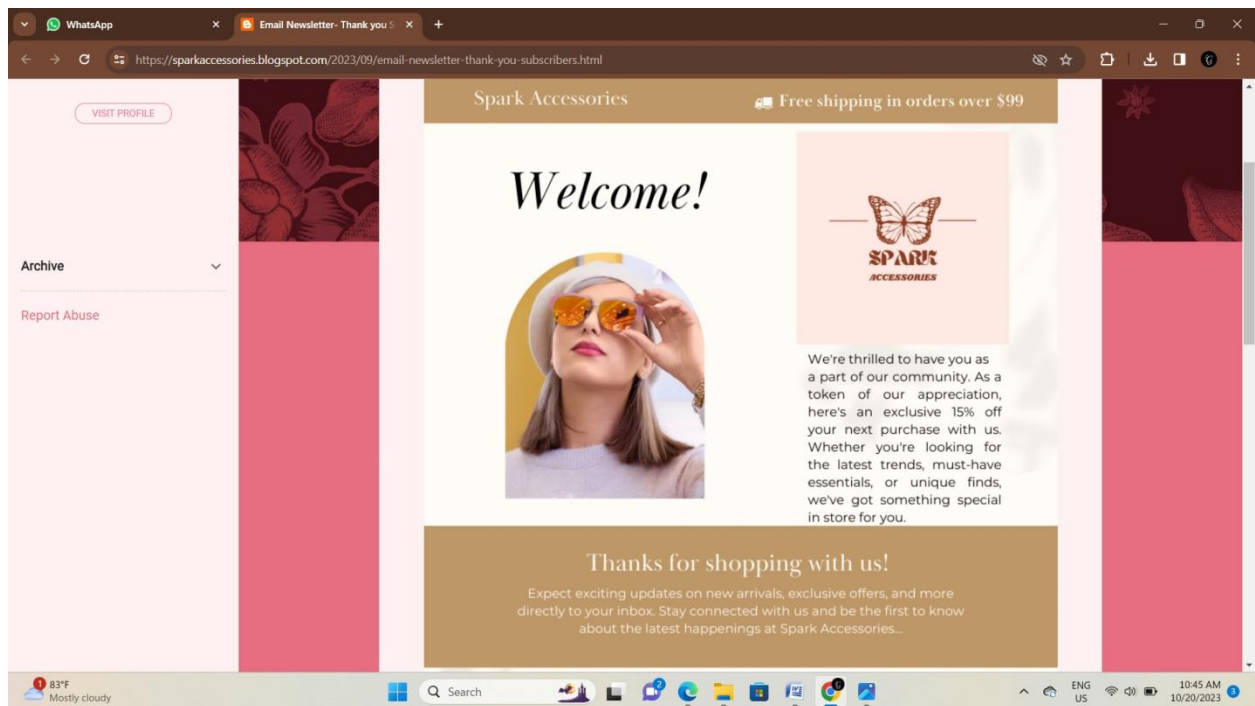 WhatsApp
Email Newsletter- Thank you S
https://sparkaccessories.blogspot.com/2023/09/email-newsletter-thank-you-subscribers.html
VISIT PROFILE
Archive
Report Abuse
Spark Accessories
Free shipping in orders over $99
Welcome!
SPARK
ACCESSORIES
We're thrilled to have you as
a part of our community. As a
token of our appreciation,
here's an exclusive 15% off
your next purchase with us.
Whether you're looking for
the latest trends, must-have
essentials, or unique finds,
we've got something special
in store for you.
Thanks for shopping with us!
Expect exciting updates on new arrivals, exclusive offers, and more
directly to your inbox. Stay connected with us and be the first to know
about the latest happenings at Spark Accessories...
1
83°F
Mostly cloudy
Search
2
ENG
US
10:45 AM
10/20/2023
3